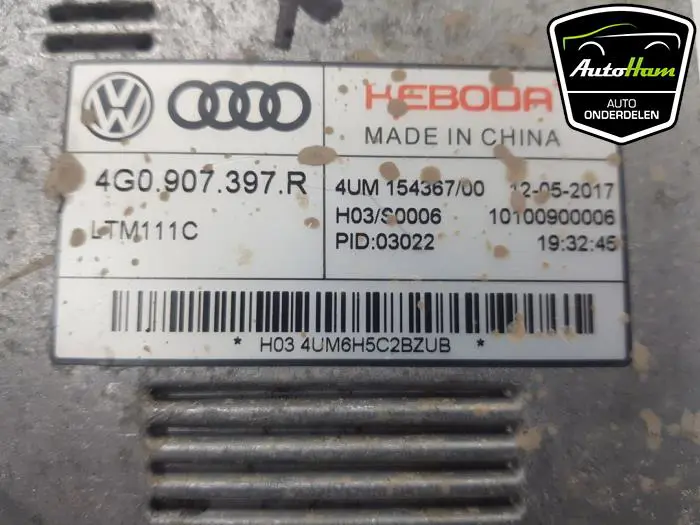 KEBODA
MADE IN CHINA
4G0.907.397.R
LTM111C
4UM 154367/00 12-05-2017
H03/S0006 10100900006
PID:03022 19:32:45
* H03 4UM6H5C2BZUB *
AutoHam
AUTO
ONDERDELEN